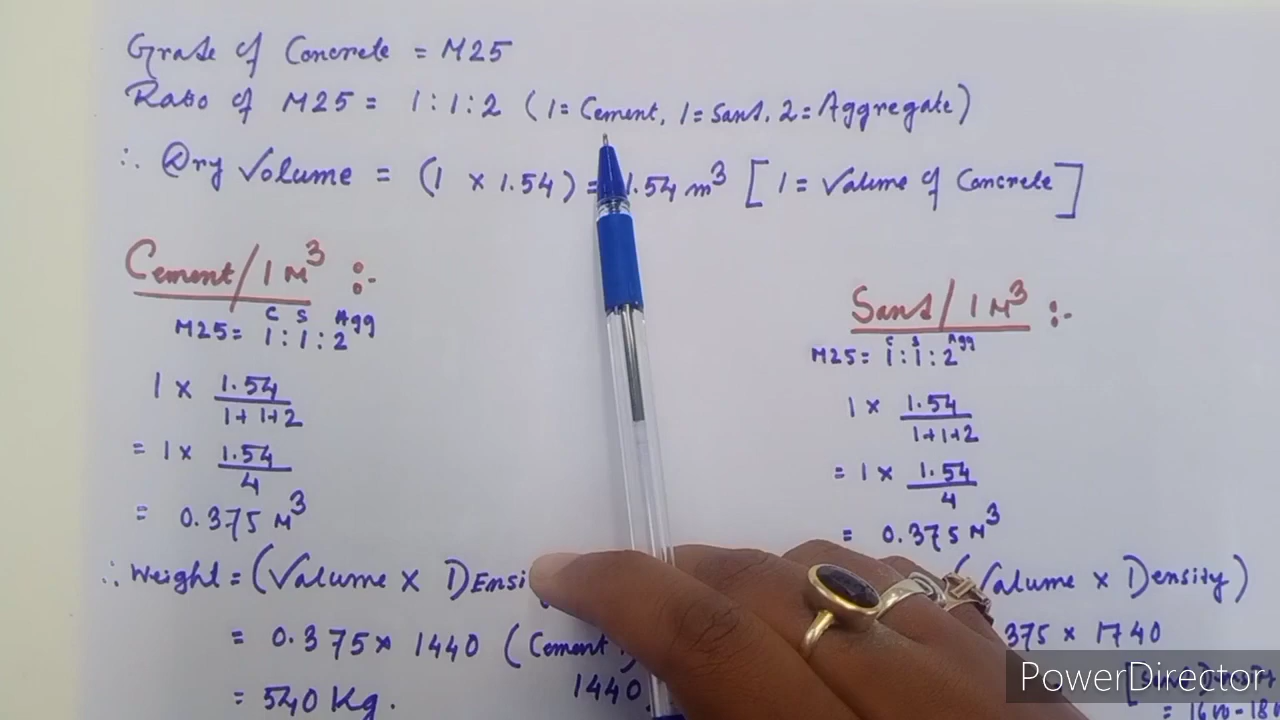 Grade of Concrete = M25
Ratio of M25 = 1:1:2 (1= Cement, 1= Sand, 2= Aggregate)
∴ Dry Volume = (1 × 1.54) = 1.54 m³ [1= Volume of Concrete]
Cement/1 M³ :-
C S Agg
M25= 1:1:2
1 × 1.54
1+1+2
= 1× 1.54
4
= 0.375 M³
∴ Weight = (Volume × DEnsi
= 0.375× 1440 (Cement
1440
= 540 Kg.
Sand/1M³ :-
C S Agg
M25= 1:1:2
1 × 1.54
1+1+2
= 1 × 1.54
4
= 0.375 M³
(Volume × Density)
375 × 1740
PowerDirector